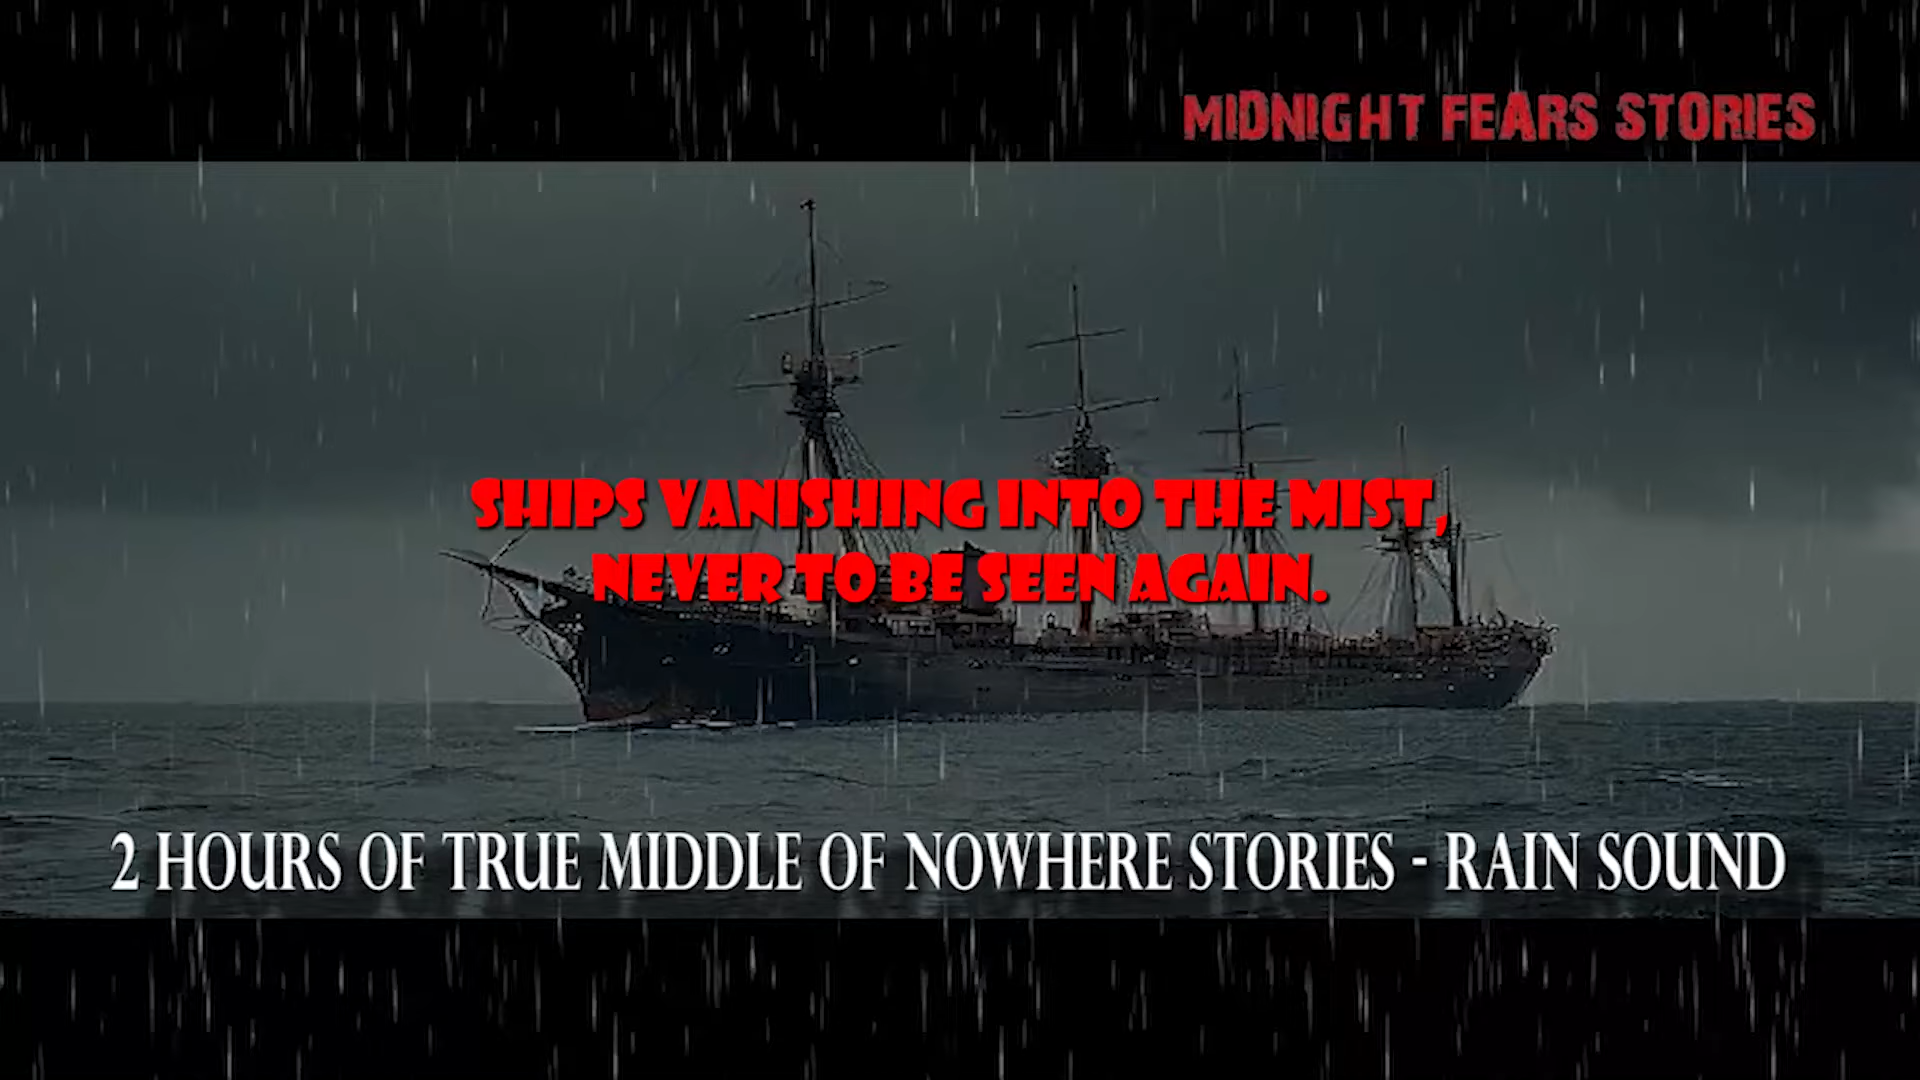 MIDNIGHT FEARS STORIES
SHIPS VANISHING INTO THE MIST,
NEVER TO BE SEEN AGAIN.
2 HOURS OF TRUE MIDDLE OF NOWHERE STORIES - RAIN SOUND